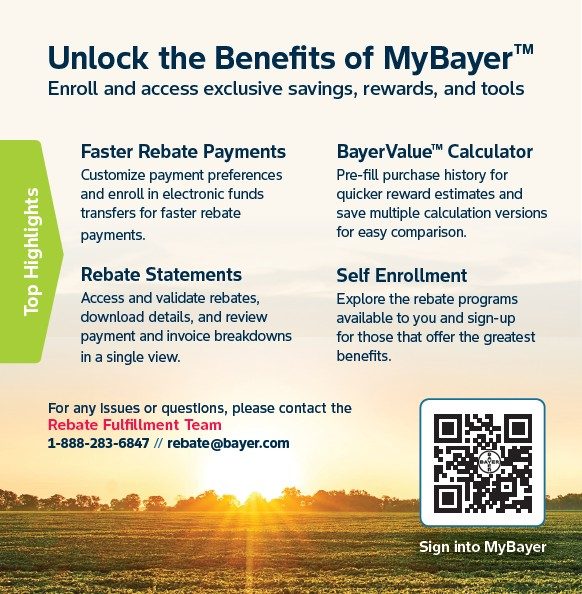 Unlock the Benefits of MyBayer™
Enroll and access exclusive savings, rewards, and tools
Top Highlights
Faster Rebate Payments
Customize payment preferences
and enroll in electronic funds
transfers for faster rebate
payments.
BayerValue™ Calculator
Pre-fill purchase history for
quicker reward estimates and
save multiple calculation versions
for easy comparison.
Rebate Statements
Access and validate rebates,
download details, and review
payment and invoice breakdowns
in a single view.
Self Enrollment
Explore the rebate programs
available to you and sign-up
for those that offer the greatest
benefits.
For any issues or questions, please contact the
Rebate Fulfillment Team
1-888-283-6847 // rebate@bayer.com
BAYER
Sign into MyBayer